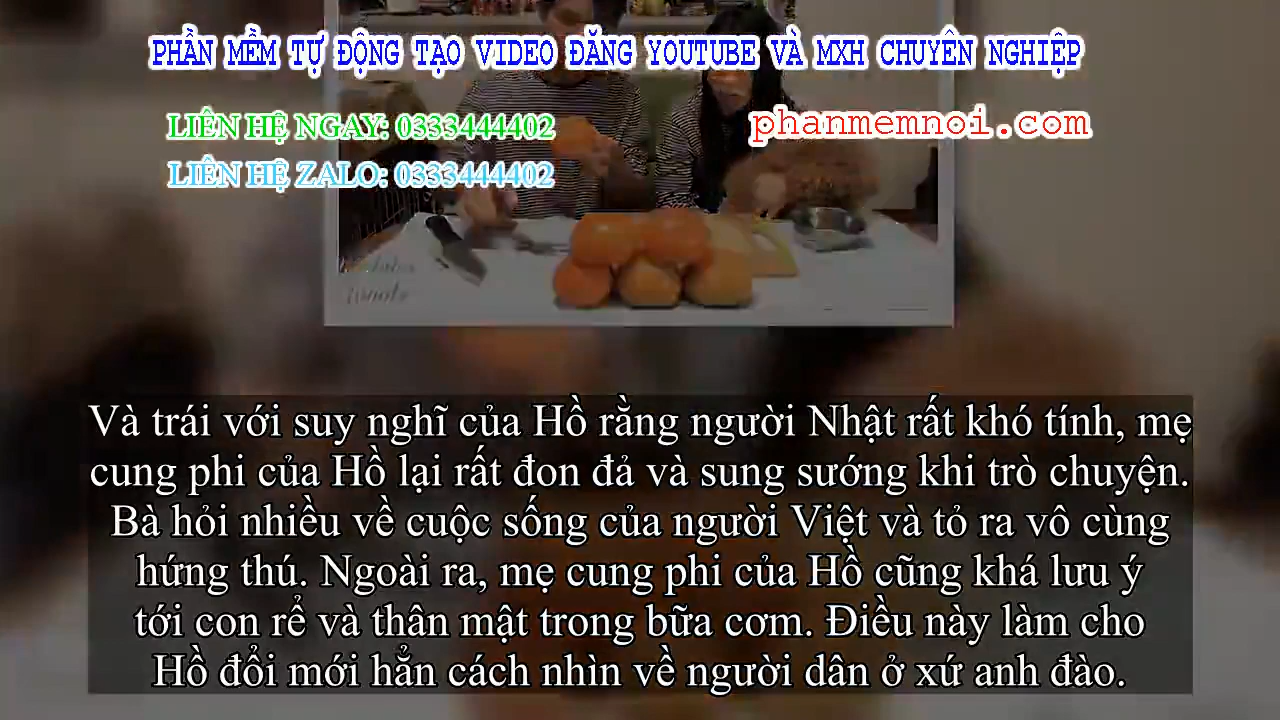 PHẦN MỀM TỰ ĐỘNG TẠO VIDEO ĐĂNG YOUTUBE VÀ MXH CHUYÊN NGHIỆP
LIÊN HỆ NGAY: 0333444402
phanmemnoi.com
LIÊN HỆ ZALO: 0333444402
Và trái với suy nghĩ của Hồ rằng người Nhật rất khó tính, mẹ
cung phi của Hồ lại rất đon đả và sung sướng khi trò chuyện.
Bà hỏi nhiều về cuộc sống của người Việt và tỏ ra vô cùng
hứng thú. Ngoài ra, mẹ cung phi của Hồ cũng khá lưu ý
tới con rể và thân mật trong bữa cơm. Điều này làm cho
Hồ đổi mới hẳn cách nhìn về người dân ở xứ anh đào.